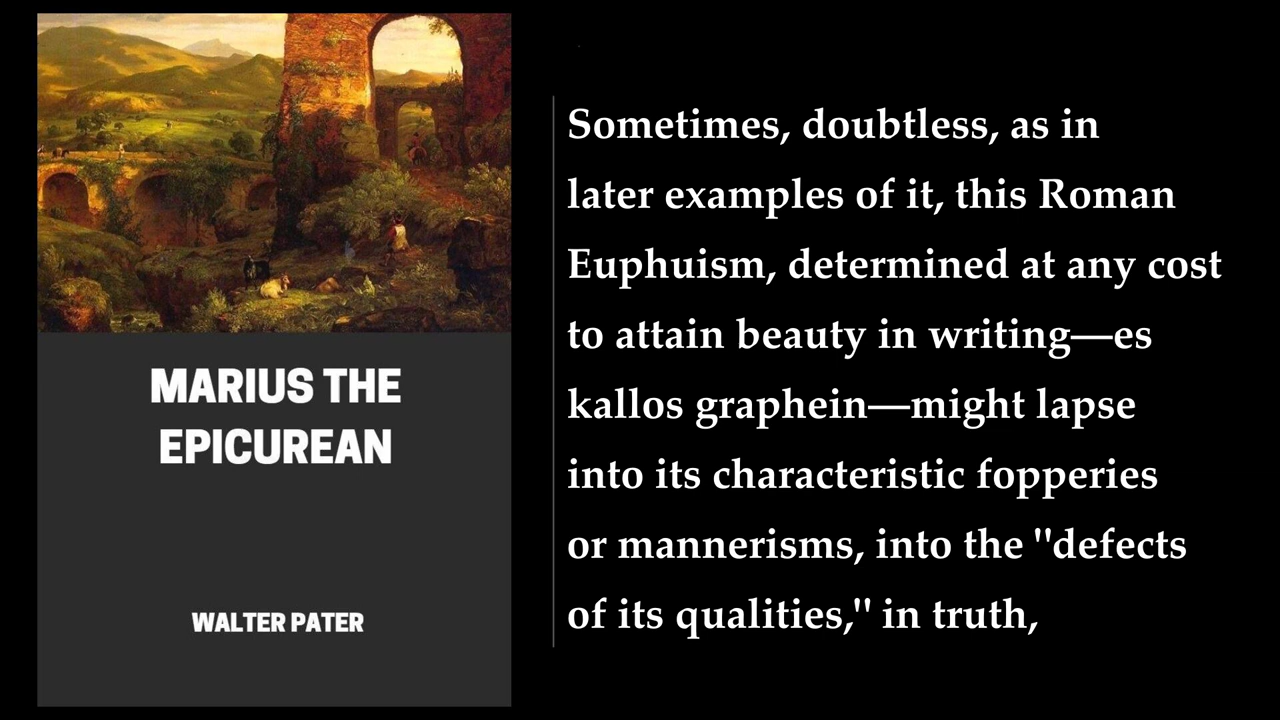 MARIUS THE
EPICUREAN
WALTER PATER
Sometimes, doubtless, as in
later examples of it, this Roman
Euphuism, determined at any cost
to attain beauty in writing—es
kallos graphein—might lapse
into its characteristic fopperies
or mannerisms, into the "defects
of its qualities," in truth,